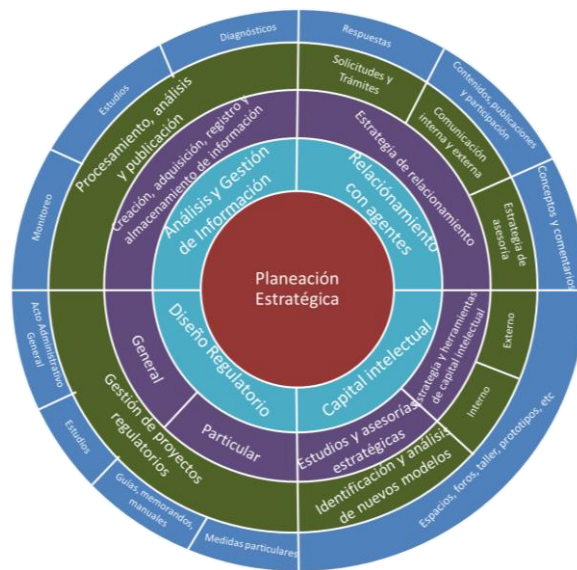 Planeación
Estratégica
Análisis y Gestión
de Información
Relacionamiento
con agentes
Diseño Regulatorio
Capital intelectual
Creación, adquisición, registro y
almacenamiento de información
Estrategia de relacionamiento
General
Particular
Estudios y asesorías
estratégicas
Estrategia y herramientas
de capital intelectual
Procesamiento, análisis
y publicación
Solicitudes y
Trámites
Comunicación
interna y externa
Estrategia de
asesoría
Externo
Interno
Identificación y análisis
de nuevos modelos
Gestión de proyectos
regulatorios
Monitoreo
Estudios
Diagnósticos
Respuestas
Contenidos, publicaciones
y participación
Conceptos y comentarios
Espacios, foros, taller, prototipos, etc
Medidas particulares
Guías, memorandos,
manuales
Estudios
Acto Administrativo
General